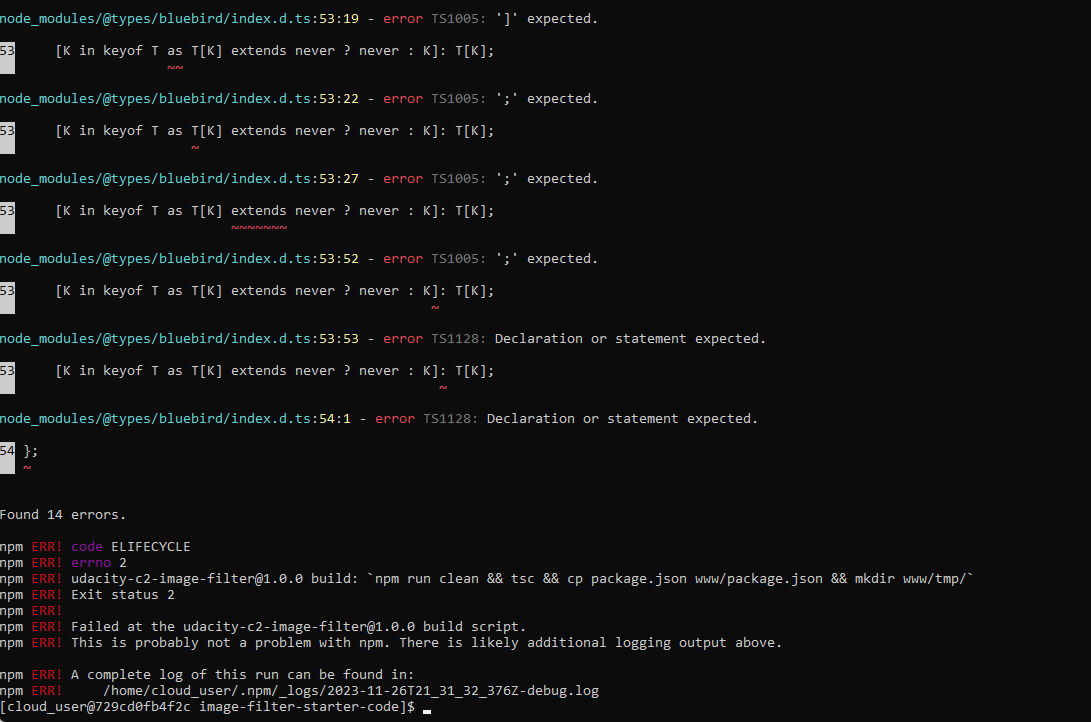 node_modules/@types/bluebird/index.d.ts:53:19 - error TS1005: ']' expected.
53     [K in keyof T as T[K] extends never ? never : K]: T[K];
~~
node_modules/@types/bluebird/index.d.ts:53:22 - error TS1005: ';' expected.
53     [K in keyof T as T[K] extends never ? never : K]: T[K];
~
node_modules/@types/bluebird/index.d.ts:53:27 - error TS1005: ';' expected.
53     [K in keyof T as T[K] extends never ? never : K]: T[K];
~~~~~~~
node_modules/@types/bluebird/index.d.ts:53:52 - error TS1005: ';' expected.
53     [K in keyof T as T[K] extends never ? never : K]: T[K];
~
node_modules/@types/bluebird/index.d.ts:53:53 - error TS1128: Declaration or statement expected.
53     [K in keyof T as T[K] extends never ? never : K]: T[K];
~
node_modules/@types/bluebird/index.d.ts:54:1 - error TS1128: Declaration or statement expected.
54 };
~
Found 14 errors.
npm ERR! code ELIFECYCLE
npm ERR! errno 2
npm ERR! udacity-c2-image-filter@1.0.0 build: `npm run clean && tsc && cp package.json www/package.json && mkdir www/tmp/`
npm ERR! Exit status 2
npm ERR!
npm ERR! Failed at the udacity-c2-image-filter@1.0.0 build script.
npm ERR! This is probably not a problem with npm. There is likely additional logging output above.
npm ERR! A complete log of this run can be found in:
npm ERR!     /home/cloud_user/.npm/_logs/2023-11-26T21_31_32_376Z-debug.log
[cloud_user@729cd0fb4f2c image-filter-starter-code]$